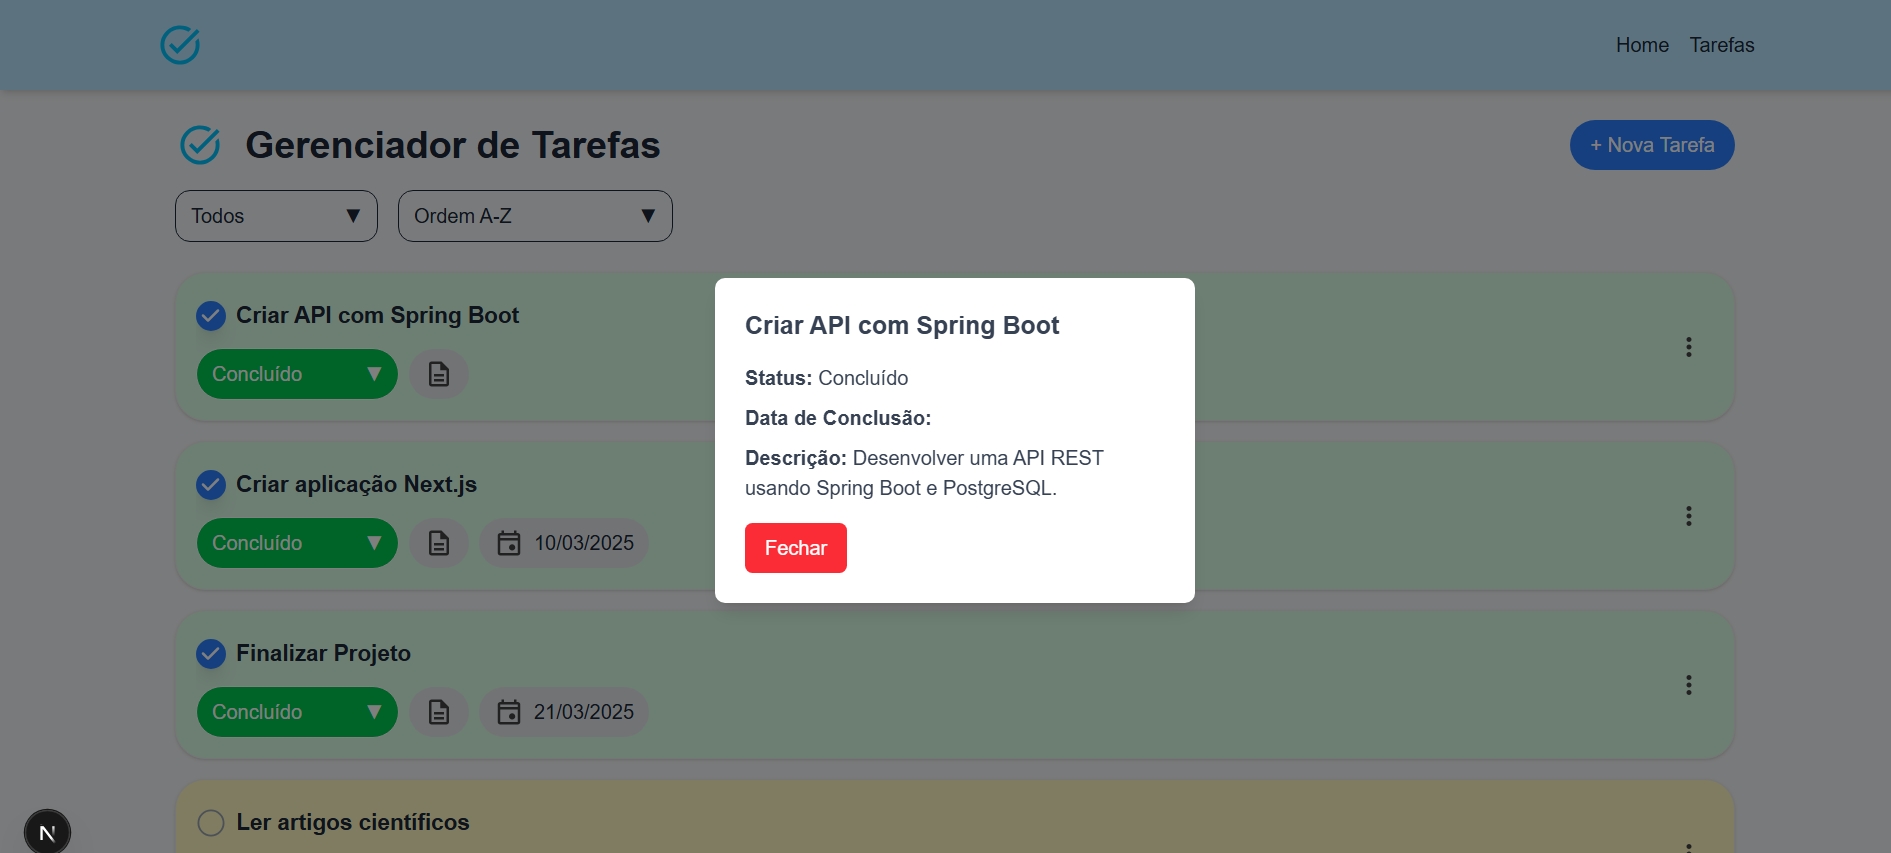 Home Tarefas
Gerenciador de Tarefas
+ Nova Tarefa
Todos ▼ Ordem A-Z ▼
Criar API com Spring Boot
Concluído ▼
Criar aplicação Next.js
Concluído ▼ 10/03/2025
Finalizar Projeto
Concluído ▼ 21/03/2025
Ler artigos científicos
Criar API com Spring Boot
Status: Concluído
Data de Conclusão:
Descrição: Desenvolver uma API REST
usando Spring Boot e PostgreSQL.
Fechar
N